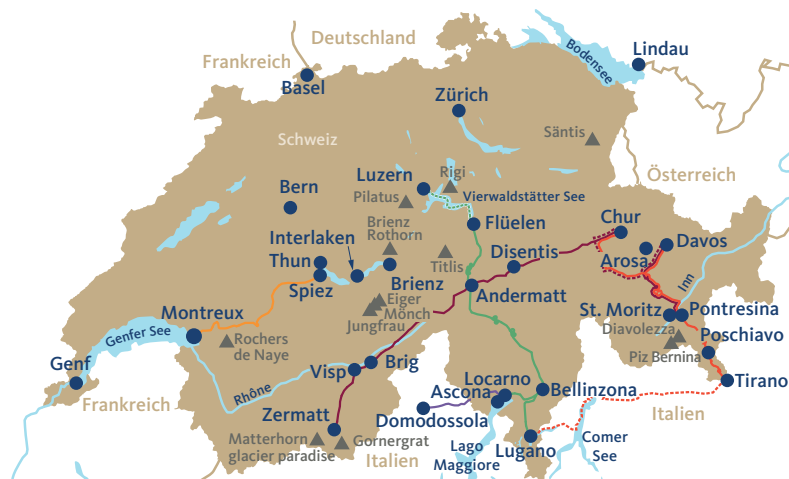 Deutschland
Frankreich
Basel
Bodensee
Lindau
Zürich
Schweiz
Säntis
Österreich
Luzern
Rigi
Pilatus
Vierwaldstätter See
Bern
Brienz
Rothorn
Flüelen
Chur
Interlaken
Thun
Titlis
Disentis
Arosa
Davos
Spiez
Brienz
Andermatt
Inn
Eiger
Mönch
Jungfrau
Montreux
Genfer See
St. Moritz
Pontresina
Diavolezza
Poschiavo
Rochers
de Naye
Piz Bernina
Genf
Rhône
Visp
Brig
Locarno
Ascona
Bellinzona
Tirano
Frankreich
Zermatt
Domodossola
Italien
Matterhorn
glacier paradise
Gornergrat
Italien
Lago
Maggiore
Lugano
Comer
See